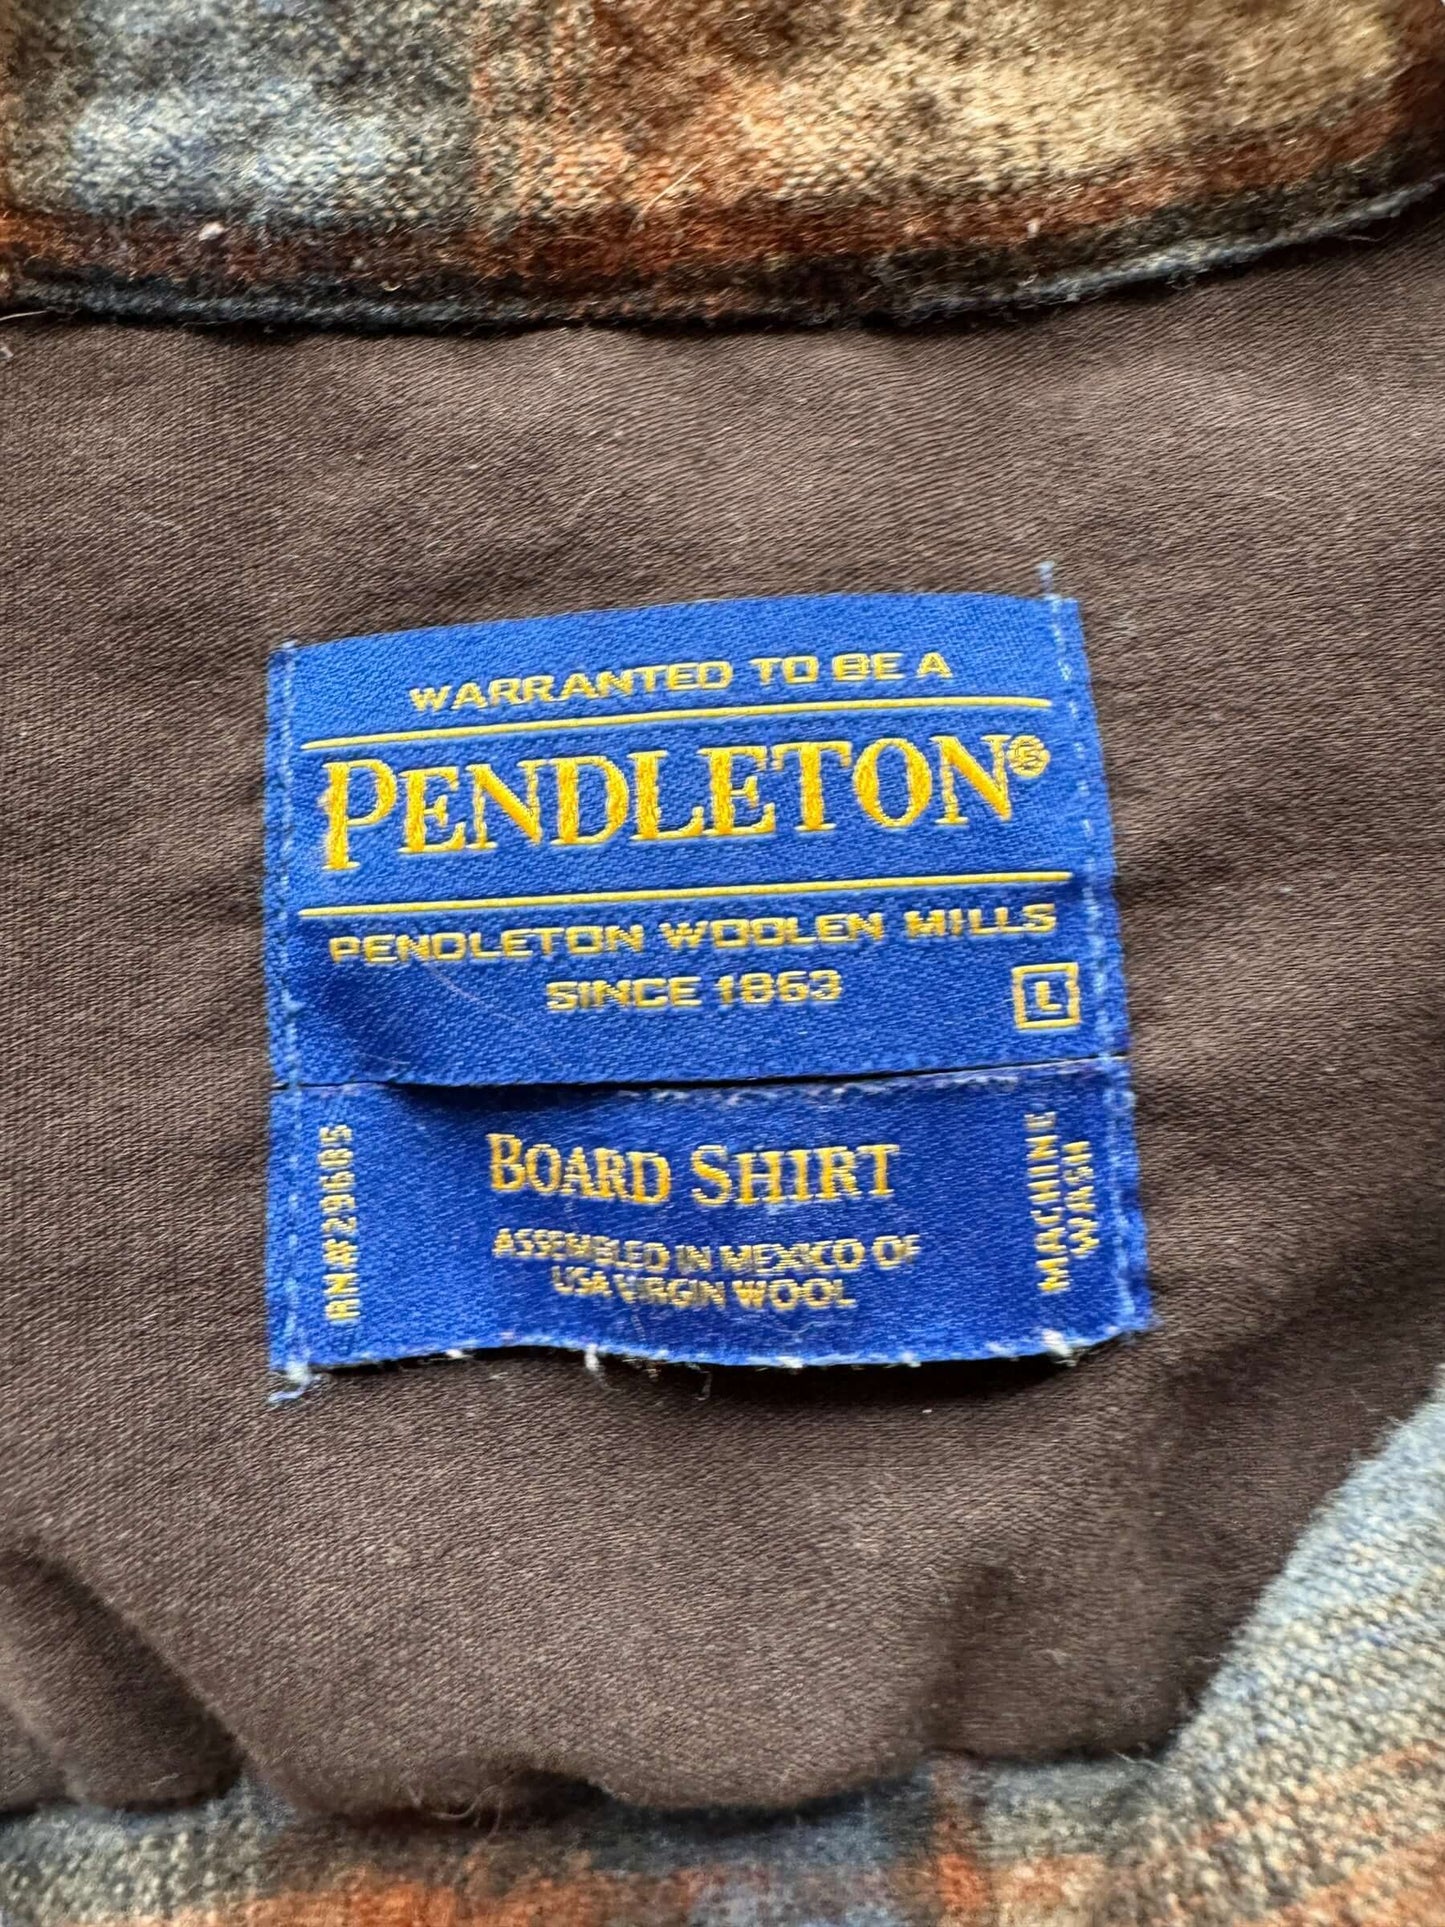 WARRANTED TO BE A
PENDLETON®
PENDLETON WOOLEN MILLS
SINCE 1863
L
RN#29685
BOARD SHIRT
ASSEMBLED IN MEXICO OF
USA VIRGIN WOOL
MACHINE
WASH